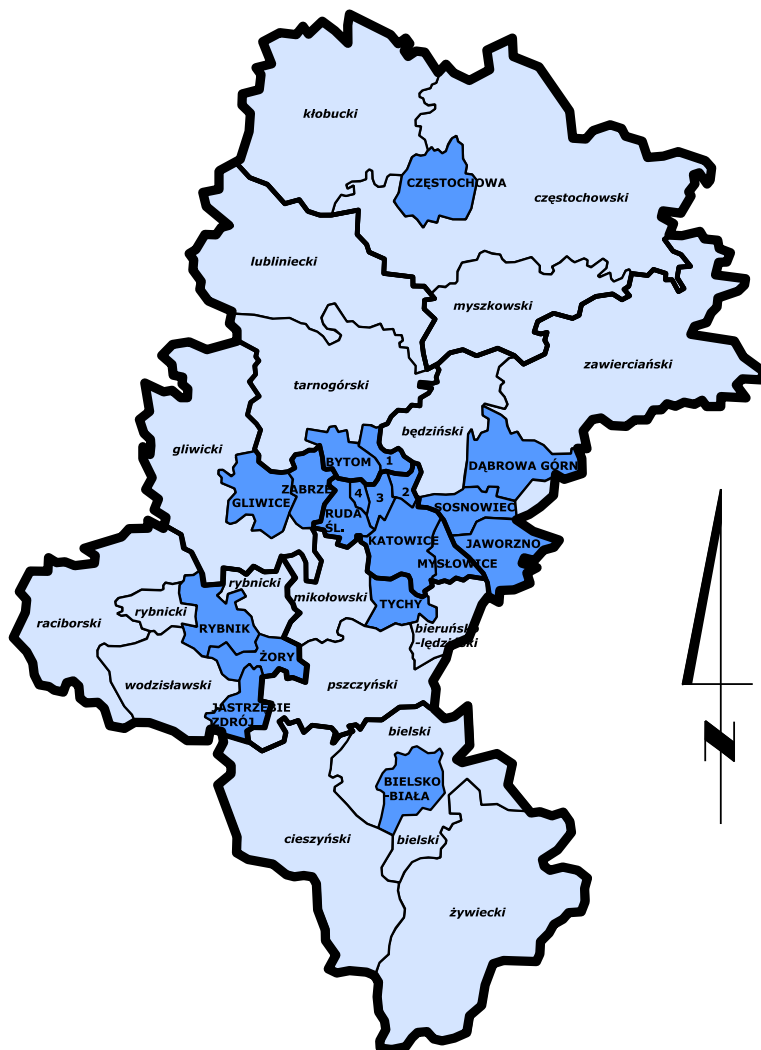 kłobucki
CZĘSTOCHOWA
częstochowski
lubliniecki
myszkowski
zawierciański
tarnogórski
będziński
gliwicki
BYTOM
1
DĄBROWA GÓRN
ZABRZE
4
3
2
GLIWICE
RUDA
ŚL.
SOSNOWIEC
KATOWICE
JAWORZNO
MYSŁOWICE
rybnicki
mikołowski
TYCHY
rybnicki
raciborski
RYBNIK
bieruńsko
-lędziński
ŻORY
wodzisławski
pszczyński
JASTRZĘBIE
ZDRÓJ
bielski
BIELSKO
-BIAŁA
cieszyński
bielski
żywiecki
N